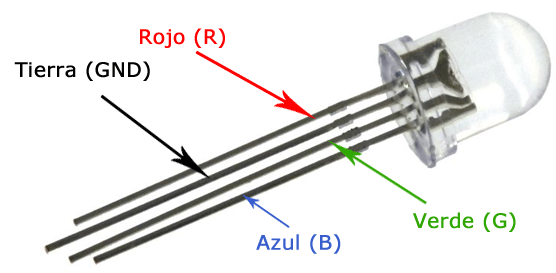 Rojo (R)
Tierra (GND)
Verde (G)
Azul (B)